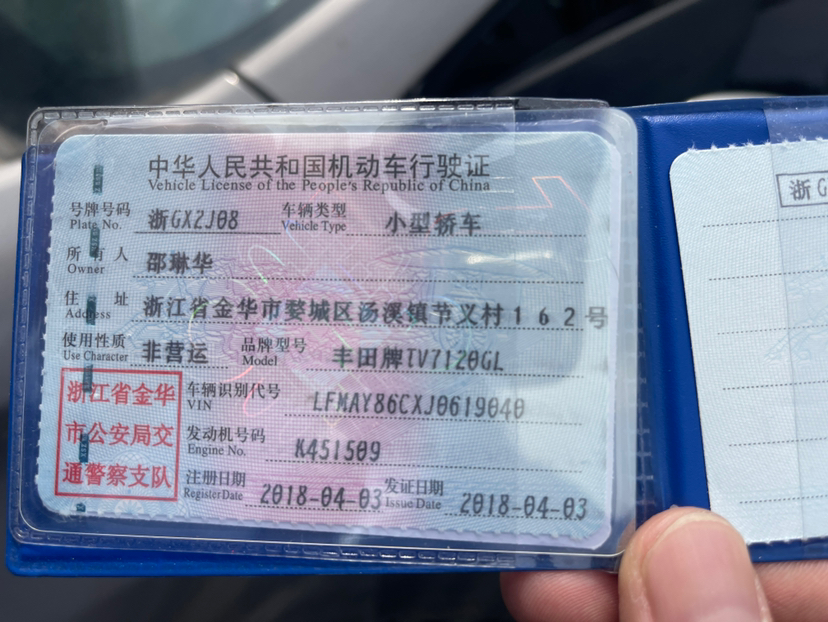 中华人民共和国机动车行驶证
Vehicle License of the People's Republic of China
号牌号码 浙GX2J08 车辆类型 小型轿车
Plate No. Vehicle Type
所有人 邵琳华
Owner
住址 浙江省金华市婺城区汤溪镇节义村162号
Address
使用性质 非营运 品牌型号 丰田牌TV7120GL
Use Character Model
浙江省金华
市公安局交
通警察支队
车辆识别代号 LFMAY86CXJ0619040
VIN
发动机号码 K451509
Engine No.
注册日期 2018-04-03 发证日期 2018-04-03
Register Date Issue Date
浙G